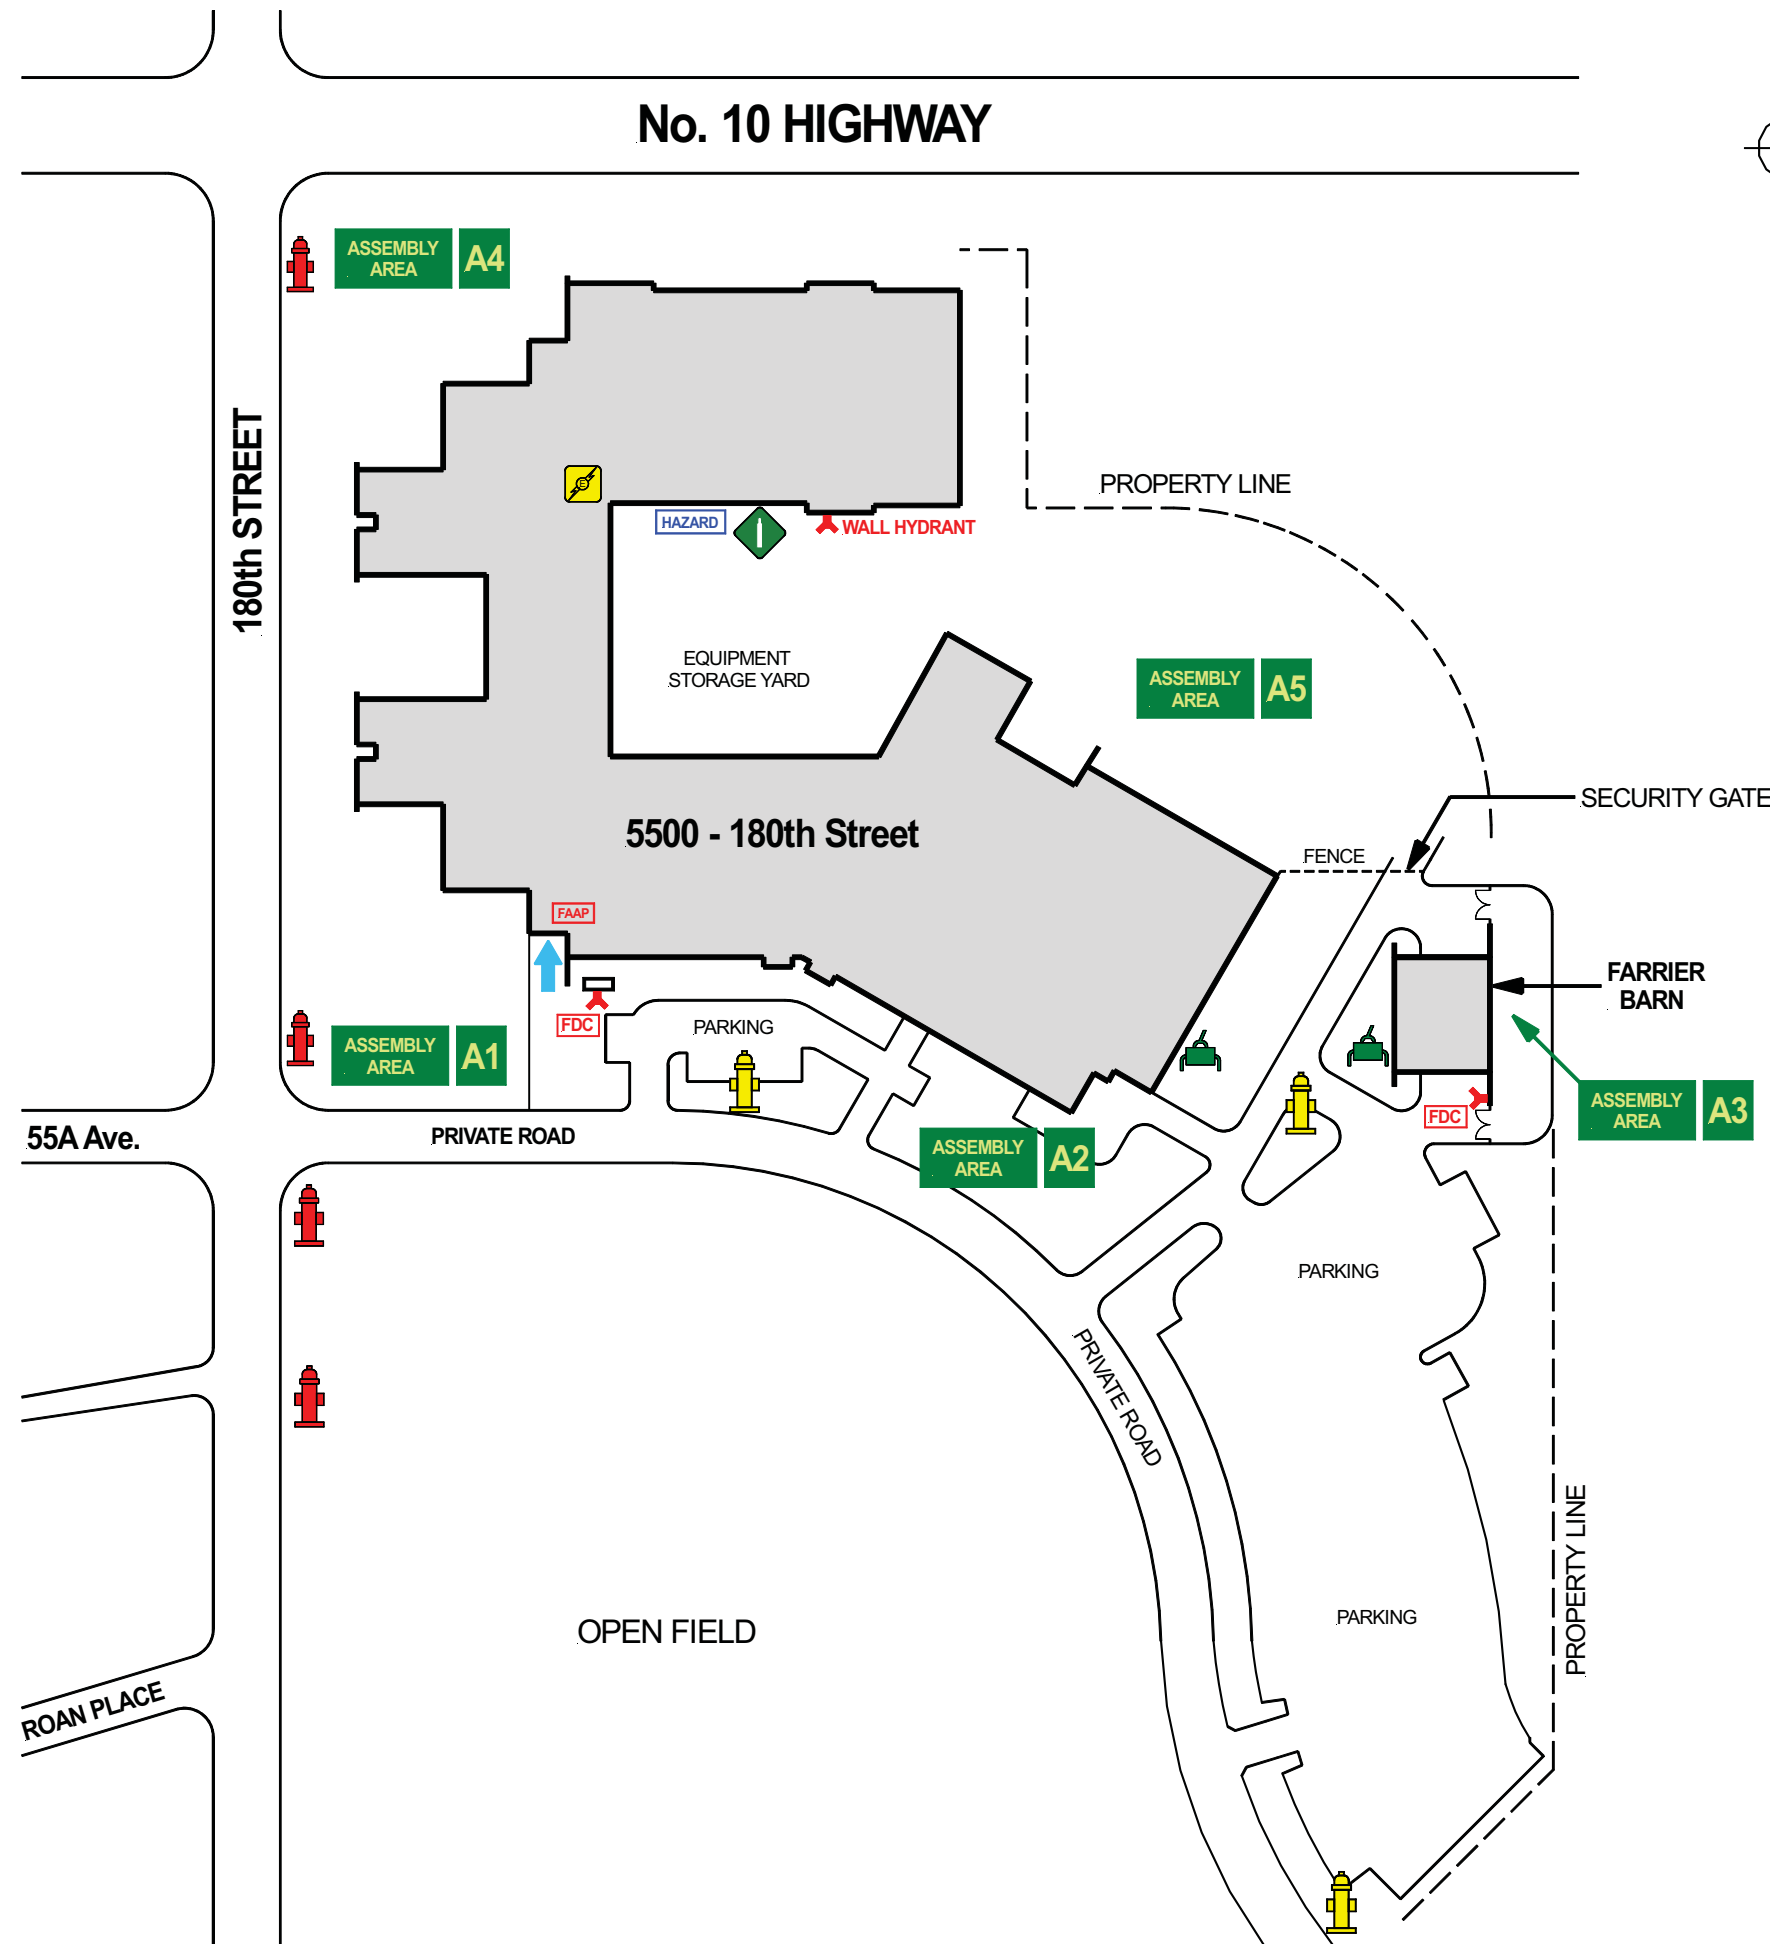 No. 10 HIGHWAY
ASSEMBLY
AREA
A4
180th STREET
PROPERTY LINE
HAZARD
WALL HYDRANT
E
EQUIPMENT
STORAGE YARD
ASSEMBLY
AREA
A5
SECURITY GATE
5500 - 180th Street
FENCE
FAAP
FARRIER
BARN
FDC
PARKING
ASSEMBLY
AREA
A1
ASSEMBLY
AREA
A3
FDC
55A Ave.
PRIVATE ROAD
ASSEMBLY
AREA
A2
PARKING
PRIVATE ROAD
PROPERTY LINE
PARKING
OPEN FIELD
ROAN PLACE